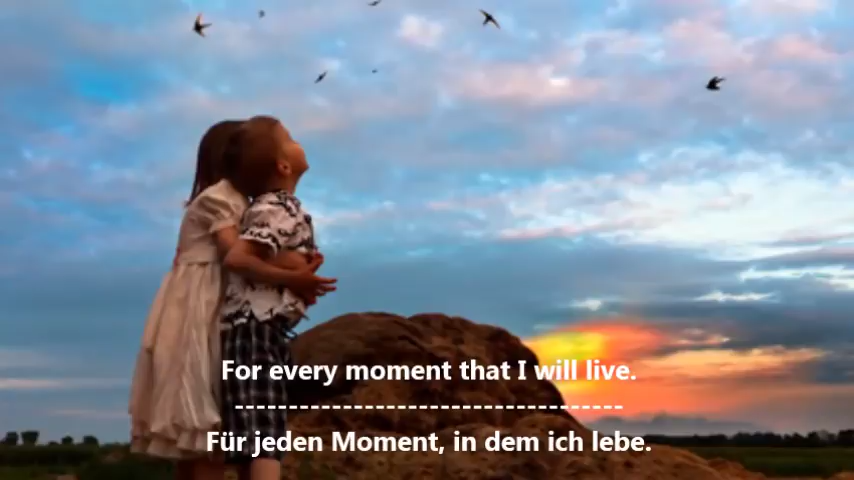 For every moment that I will live.
-----------------------------------
Für jeden Moment, in dem ich lebe.